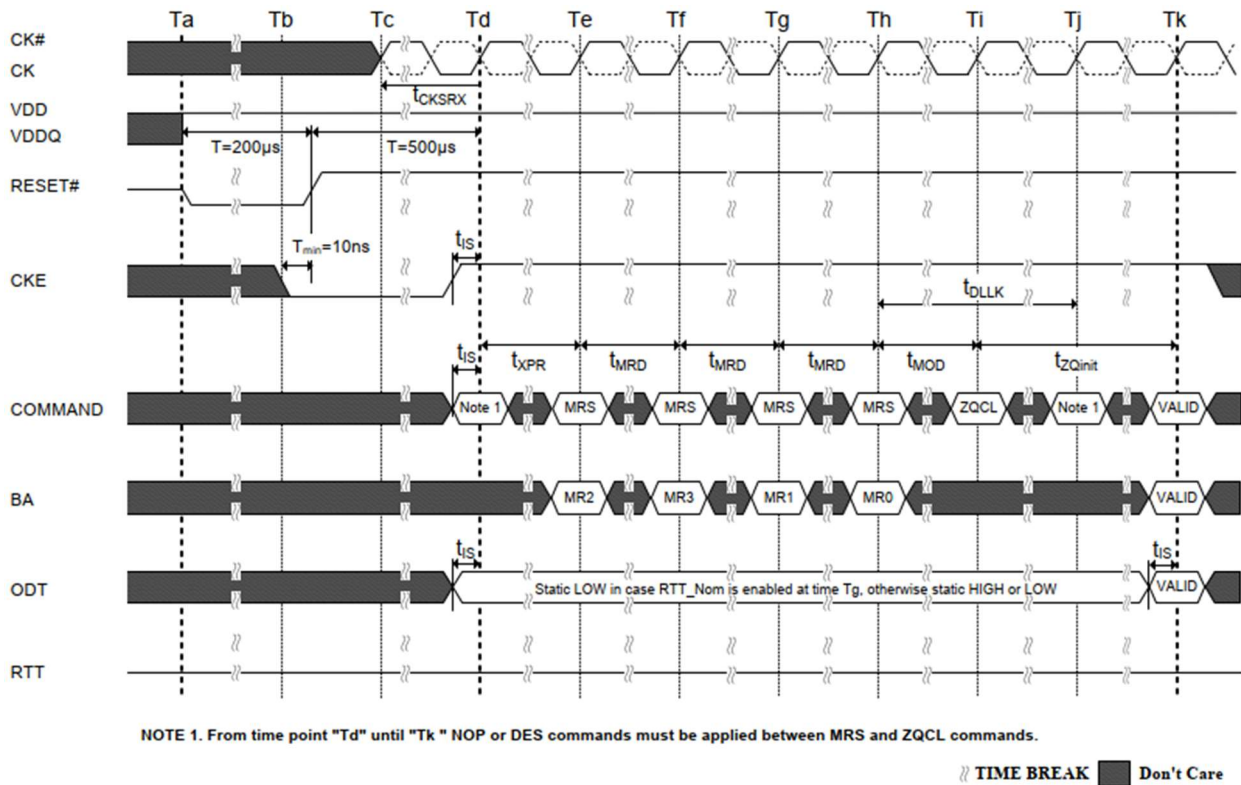 Ta Tb Tc Td Te Tf Tg Th Ti Tj Tk
CK#
CK
tCKSRX
VDD
VDDQ
T=200µs T=500µs
RESET#
Tmin=10ns tIS
CKE
tDLLK
tIS tXPR tMRD tMRD tMRD tMOD tZQinit
COMMAND Note 1 MRS MRS MRS MRS ZQCL Note 1 VALID
BA MR2 MR3 MR1 MR0 VALID
tIS tIS
ODT Static LOW in case RTT_Nom is enabled at time Tg, otherwise static HIGH or LOW VALID
RTT
NOTE 1. From time point "Td" until "Tk " NOP or DES commands must be applied between MRS and ZQCL commands.
TIME BREAK Don't Care